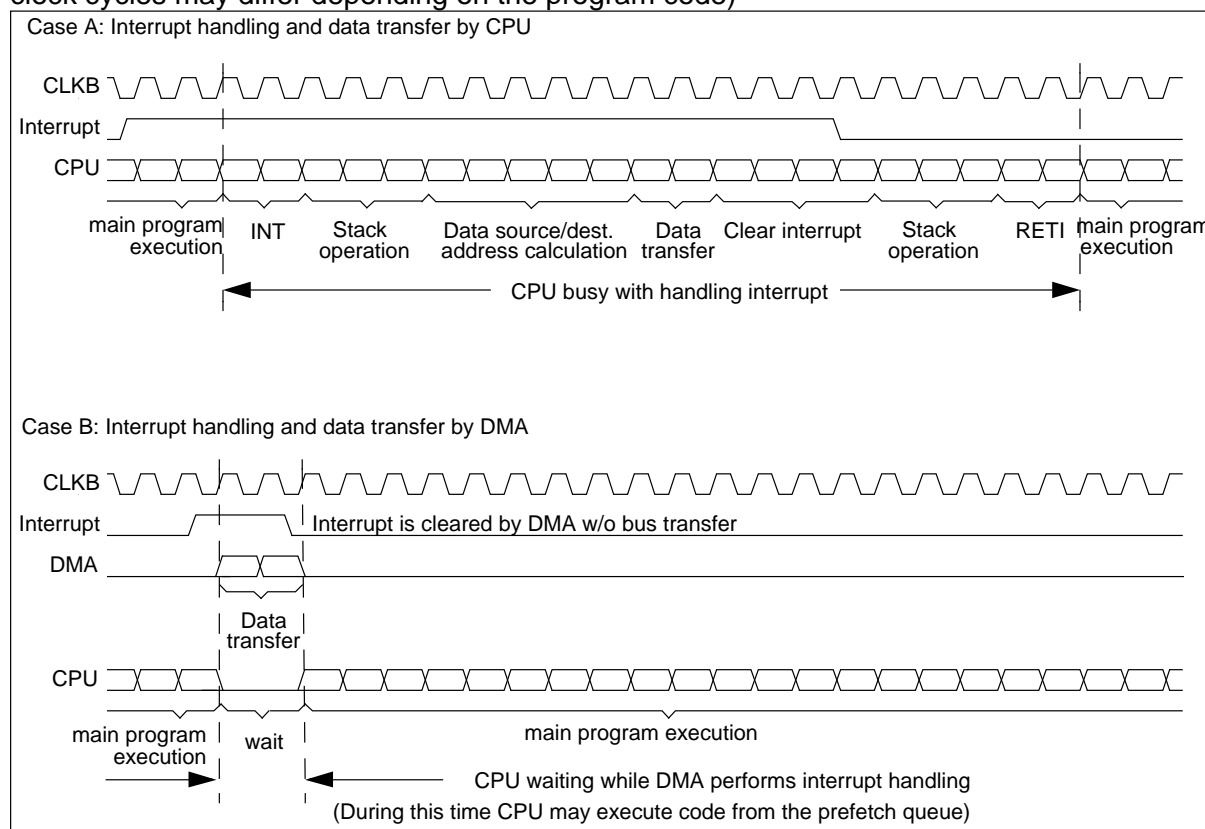 clock cycles may differ depending on the program code)
Case A: Interrupt handling and data transfer by CPU
CLKB
Interrupt
CPU
main program execution
INT
Stack operation
Data source/dest. address calculation
Data transfer
Clear interrupt
Stack operation
RETI
main program execution
CPU busy with handling interrupt
Case B: Interrupt handling and data transfer by DMA
CLKB
Interrupt
Interrupt is cleared by DMA w/o bus transfer
DMA
Data transfer
CPU
main program execution
wait
main program execution
CPU waiting while DMA performs interrupt handling
(During this time CPU may execute code from the prefetch queue)